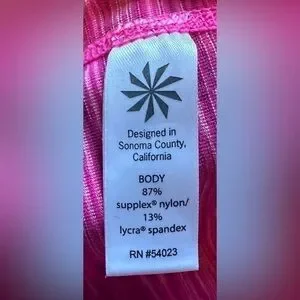 Designed in
Sonoma County,
California
BODY
87%
supplex® nylon/
13%
lycra® spandex
RN #54023